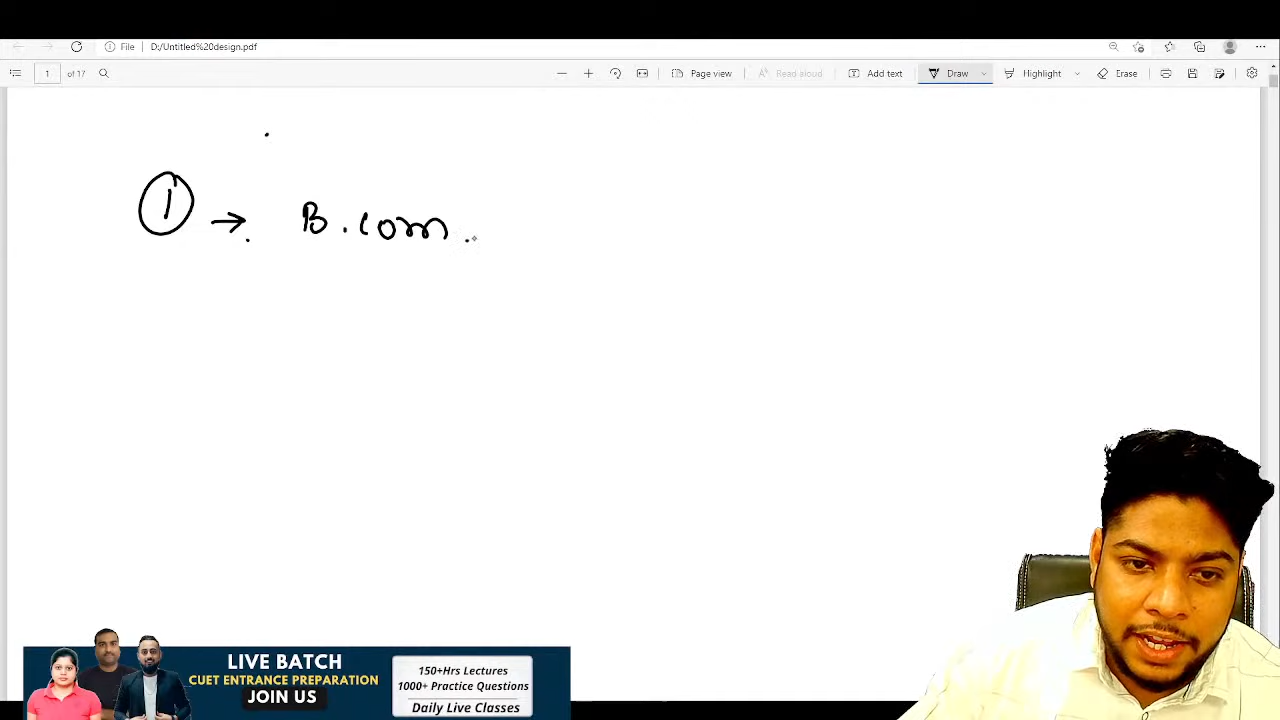 File D:/Untitled%20design.pdf
1 of 17 Page view Read aloud Add text Draw Highlight Erase
1 → B.com
LIVE BATCH
CUET ENTRANCE PREPARATION
JOIN US
150+Hrs Lectures
1000+ Practice Questions
Daily Live Classes